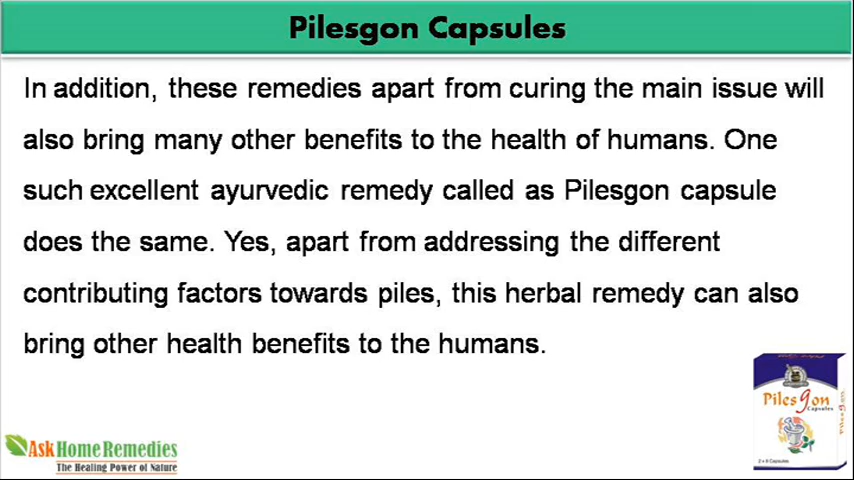 Pilesgon Capsules
In addition, these remedies apart from curing the main issue will
also bring many other benefits to the health of humans. One
such excellent ayurvedic remedy called as Pilesgon capsule
does the same. Yes, apart from addressing the different
contributing factors towards piles, this herbal remedy can also
bring other health benefits to the humans.
Piles gon
Capsules
2 x 9 Capsules
AskHomeRemedies
The Healing Power of Nature